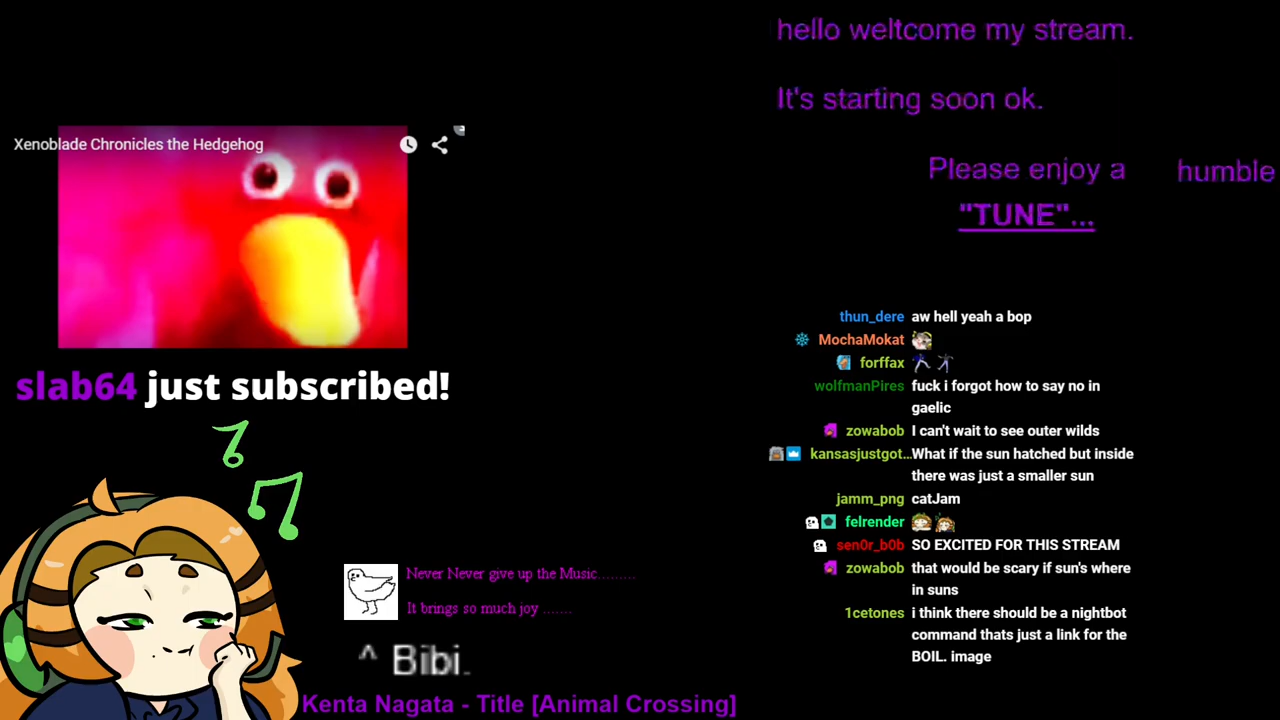 hello weltcome my stream.
It's starting soon ok.
Please enjoy a humble
"TUNE"...
Xenoblade Chronicles the Hedgehog
slab64 just subscribed!
thun_dere aw hell yeah a bop
MochaMokat
forffax
wolfmanPires fuck i forgot how to say no in
gaelic
zowabob I can't wait to see outer wilds
kansasjustgot... What if the sun hatched but inside
there was just a smaller sun
jamm_png catJam
felrender
sen0r_b0b SO EXCITED FOR THIS STREAM
zowabob that would be scary if sun's where
in suns
1cetones i think there should be a nightbot
command thats just a link for the
BOIL. image
Never Never give up the Music.........
It brings so much joy .......
^ Bibi.
Kenta Nagata - Title [Animal Crossing]